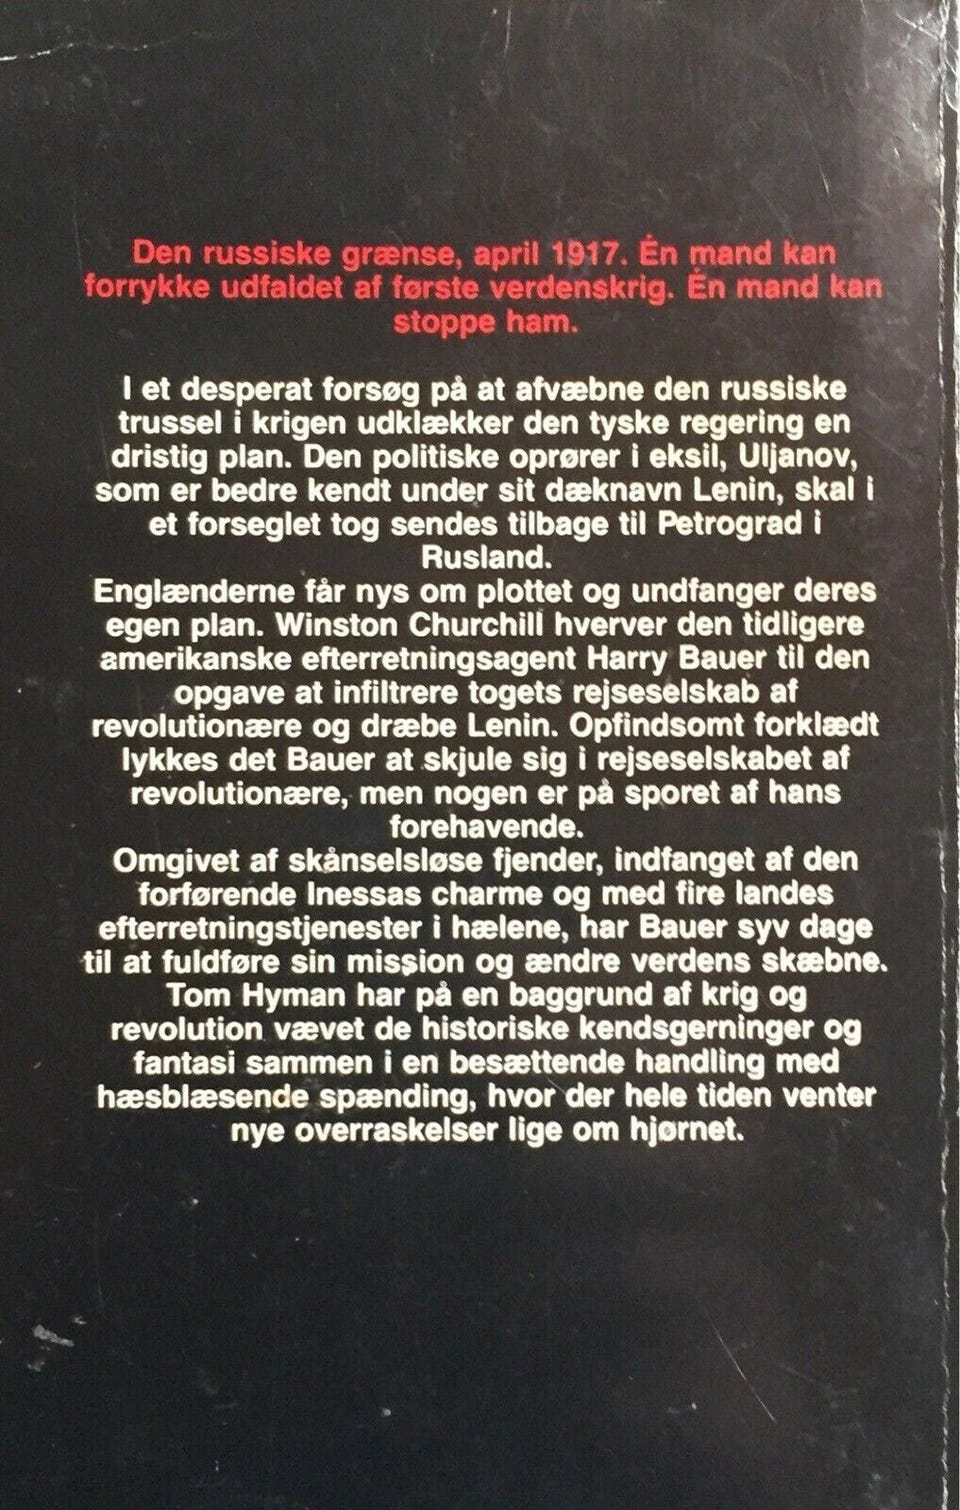 Den russiske grænse, april 1917. Én mand kan
forrykke udfaldet af første verdenskrig. Én mand kan
stoppe ham.
I et desperat forsøg på at afvæbne den russiske
trussel i krigen udklækker den tyske regering en
dristig plan. Den politiske oprører i eksil, Uljanov,
som er bedre kendt under sit dæknavn Lenin, skal i
et forseglet tog sendes tilbage til Petrograd i
Rusland.
Englænderne får nys om plottet og undfanger deres
egen plan. Winston Churchill hverver den tidligere
amerikanske efterretningsagent Harry Bauer til den
opgave at infiltrere togets rejseselskab af
revolutionære og dræbe Lenin. Opfindsomt forklædt
lykkes det Bauer at skjule sig i rejseselskabet af
revolutionære, men nogen er på sporet af hans
forehavende.
Omgivet af skånselsløse fjender, indfanget af den
forførende Inessas charme og med fire landes
efterretningstjenester i hælene, har Bauer syv dage
til at fuldføre sin mission og ændre verdens skæbne.
Tom Hyman har på en baggrund af krig og
revolution vævet de historiske kendsgerninger og
fantasi sammen i en besættende handling med
hæsblæsende spænding, hvor der hele tiden venter
nye overraskelser lige om hjørnet.